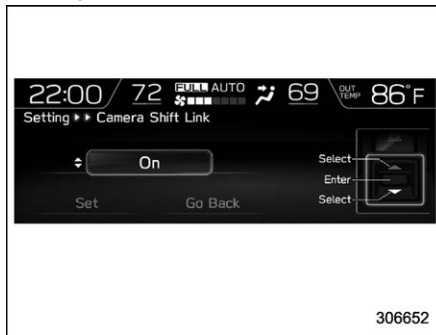 22:00 72 FULL AUTO 69 OUT TEMP 86°F
Setting ▸ ▸ Camera Shift Link
On
Select
Enter
Set Go Back Select
306652